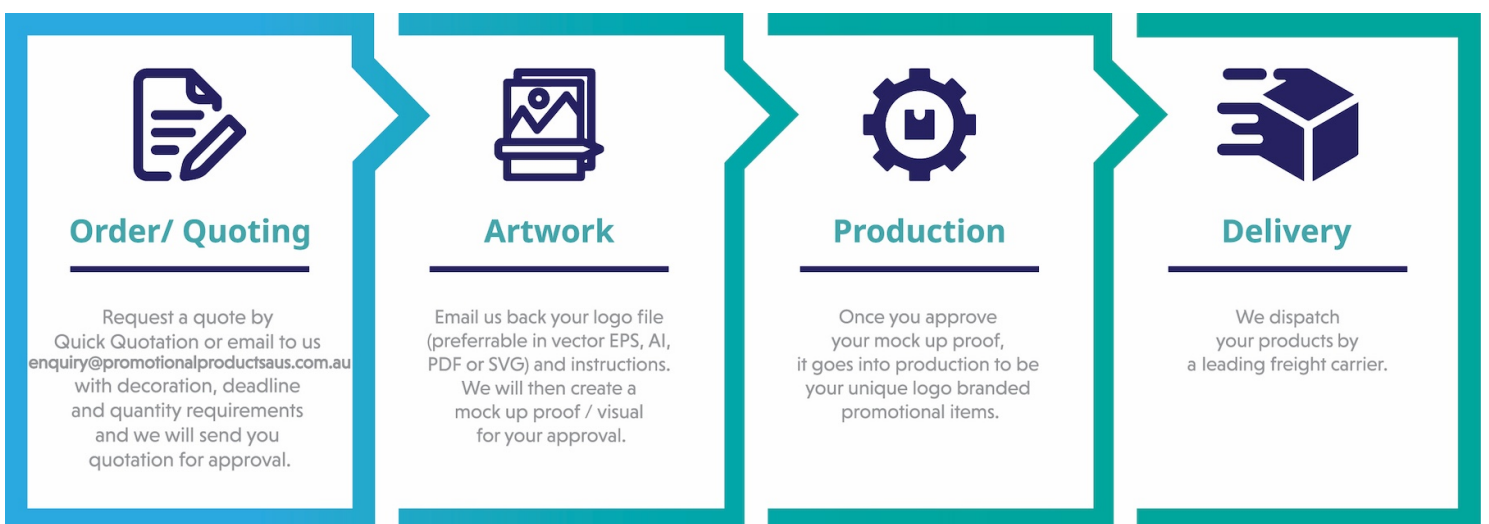 Order/ Quoting
Request a quote by
Quick Quotation or email to us
enquiry@promotionalproductsaus.com.au
with decoration, deadline
and quantity requirements
and we will send you
quotation for approval.
Artwork
Email us back your logo file
(preferrable in vector EPS, AI,
PDF or SVG) and instructions.
We will then create a
mock up proof / visual
for your approval.
Production
Once you approve
your mock up proof,
it goes into production to be
your unique logo branded
promotional items.
Delivery
We dispatch
your products by
a leading freight carrier.